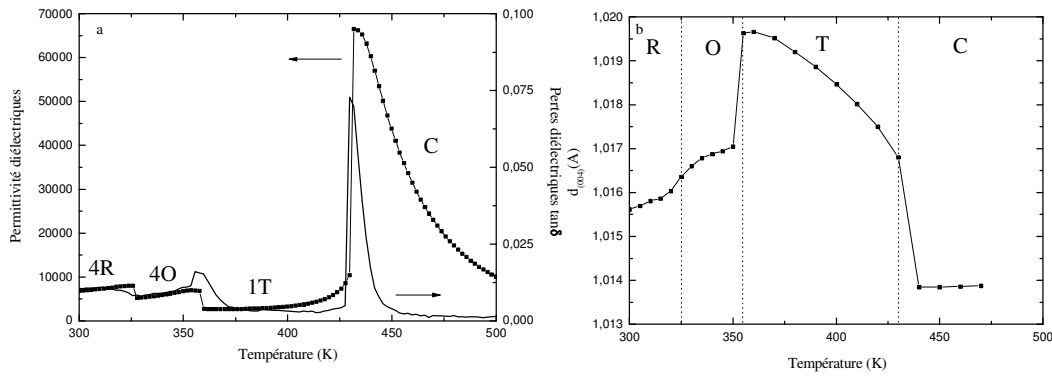 a
70000
60000
50000
40000
30000
20000
10000
0
Permittivité diélectriques
0,100
0,075
0,050
0,025
0,000
Pertes diélectriques tanδ
4R
4O
1T
C
300
350
400
450
500
Température (K)
b
1,020
1,019
1,018
1,017
1,016
1,015
1,014
1,013
d(004) (A)
R
O
T
C
300
350
400
450
500
Température (K)